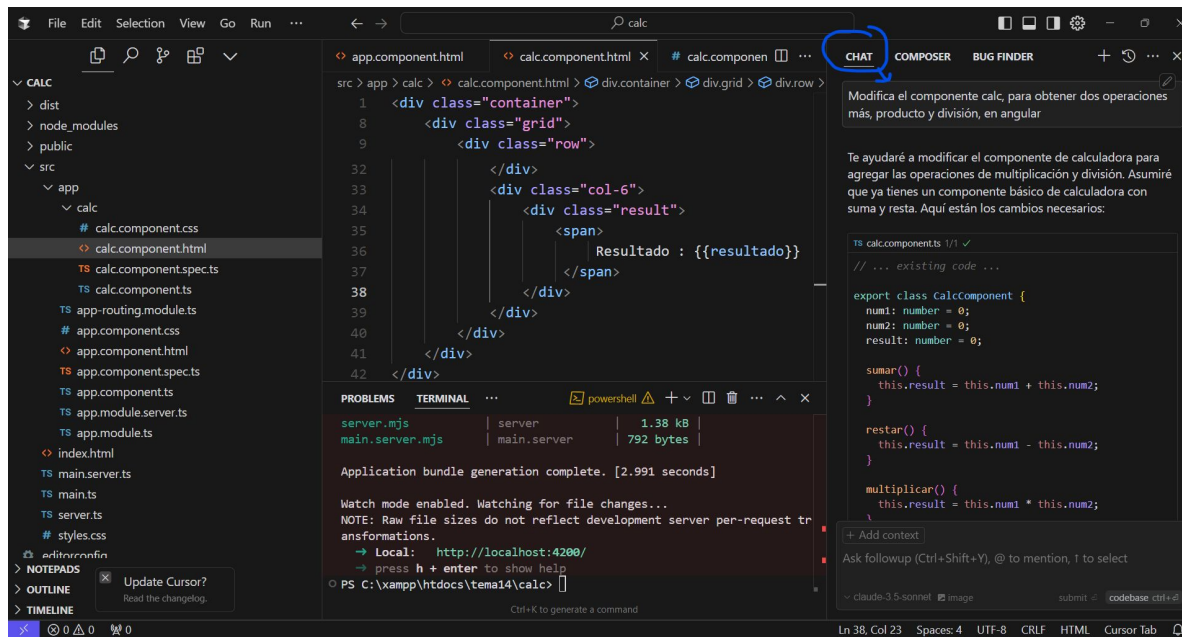 File Edit Selection View Go Run ···
calc
CALC
dist
node_modules
public
src
app
calc
# calc.component.css
<> calc.component.html
TS calc.component.spec.ts
TS calc.component.ts
TS app-routing.module.ts
# app.component.css
<> app.component.html
TS app.component.spec.ts
TS app.component.ts
TS app.module.server.ts
TS app.module.ts
<> index.html
TS main.server.ts
TS main.ts
TS server.ts
# styles.css
editorconfig
NOTEPADS
OUTLINE
TIMELINE
Update Cursor?
Read the changelog.
<> app.component.html <> calc.component.html # calc.componen ···
src > app > calc > <> calc.component.html > div.container > div.grid > div.row >
1 <div class="container">
8 <div class="grid">
9 <div class="row">
32 </div>
33 <div class="col-6">
34 <div class="result">
35 <span>
36 Resultado : {{resultado}}
37 </span>
38 </div>
39 </div>
40 </div>
41 </div>
42 </div>
PROBLEMS TERMINAL ··· powershell ···
server.mjs | server | 1.38 kB |
main.server.mjs | main.server | 792 bytes |
Application bundle generation complete. [2.991 seconds]
Watch mode enabled. Watching for file changes...
NOTE: Raw file sizes do not reflect development server per-request tr
ansformations.
→ Local: http://localhost:4200/
→ press h + enter to show help
PS C:\xampp\htdocs\tema14\calc>
Ctrl+K to generate a command
CHAT COMPOSER BUG FINDER ···
Modifica el componente calc, para obtener dos operaciones
más, producto y división, en angular
Te ayudaré a modificar el componente de calculadora para
agregar las operaciones de multiplicación y división. Asumiré
que ya tienes un componente básico de calculadora con
suma y resta. Aquí están los cambios necesarios:
TS calc.component.ts 1/1 ✓
// ... existing code ...
export class CalcComponent {
num1: number = 0;
num2: number = 0;
result: number = 0;
sumar() {
this.result = this.num1 + this.num2;
}
restar() {
this.result = this.num1 - this.num2;
}
multiplicar() {
this.result = this.num1 * this.num2;
}
+ Add context
Ask followup (Ctrl+Shift+Y), @ to mention, ↑ to select
claude-3.5-sonnet image submit codebase ctrl+⏎
0 0 0 Ln 38, Col 23 Spaces: 4 UTF-8 CRLF HTML Cursor Tab